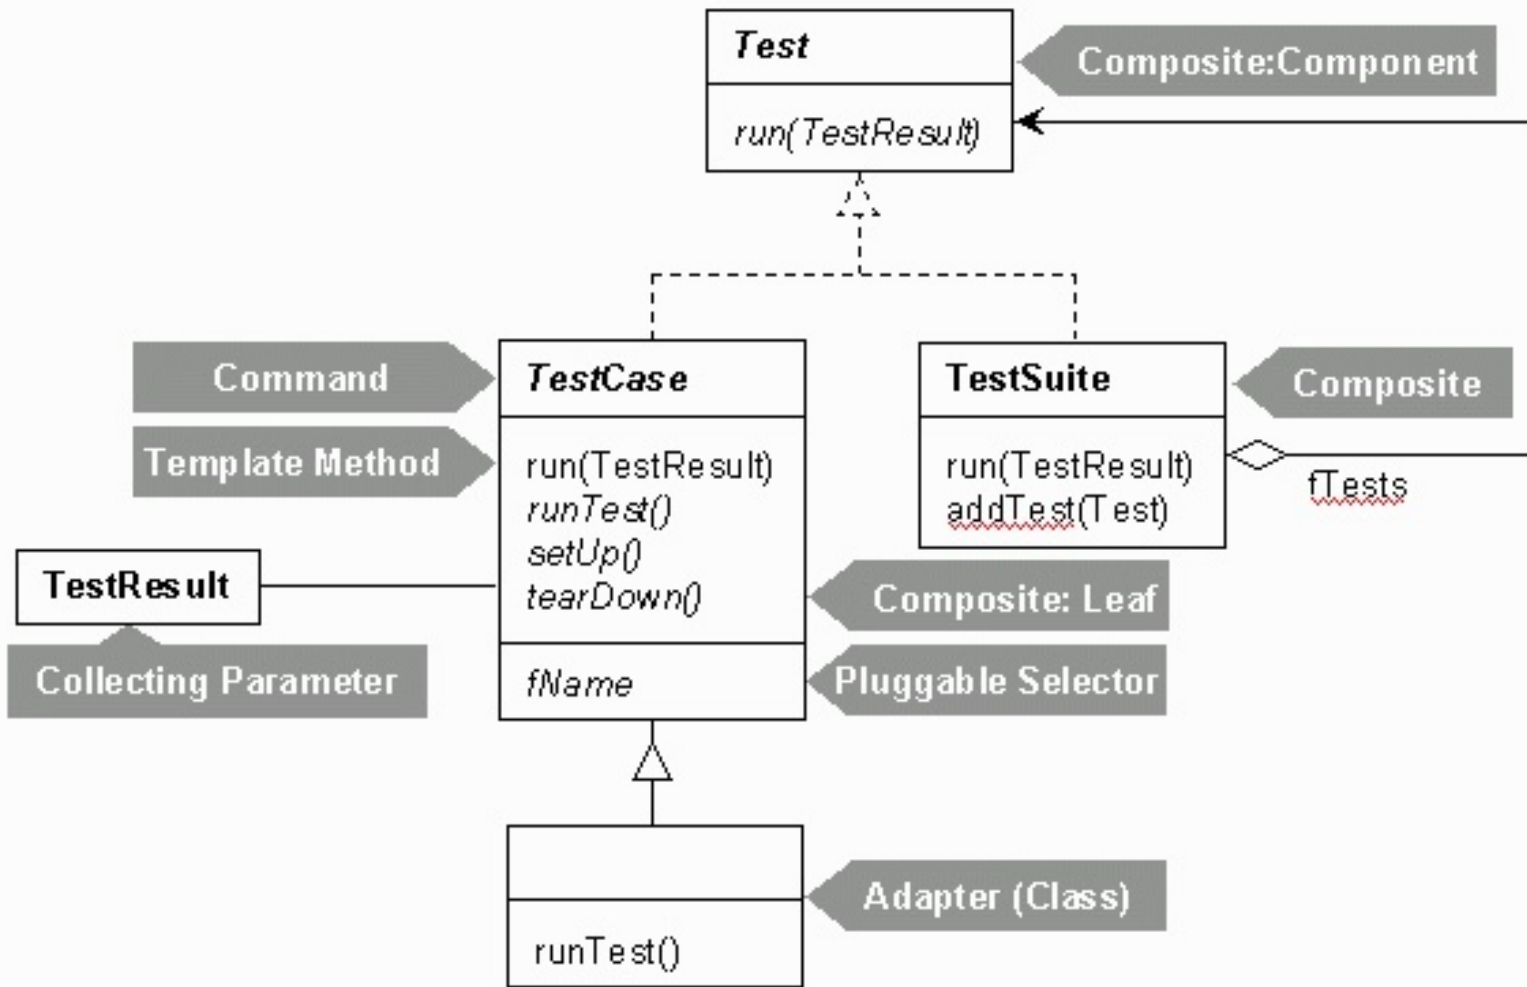 Test
Composite:Component
run(TestResult)
Command
TestCase
TestSuite
Composite
Template Method
run(TestResult)
runTest()
setUp()
tearDown()
run(TestResult)
addTest(Test)
fTests
TestResult
Composite: Leaf
Collecting Parameter
fName
Pluggable Selector
Adapter (Class)
runTest()